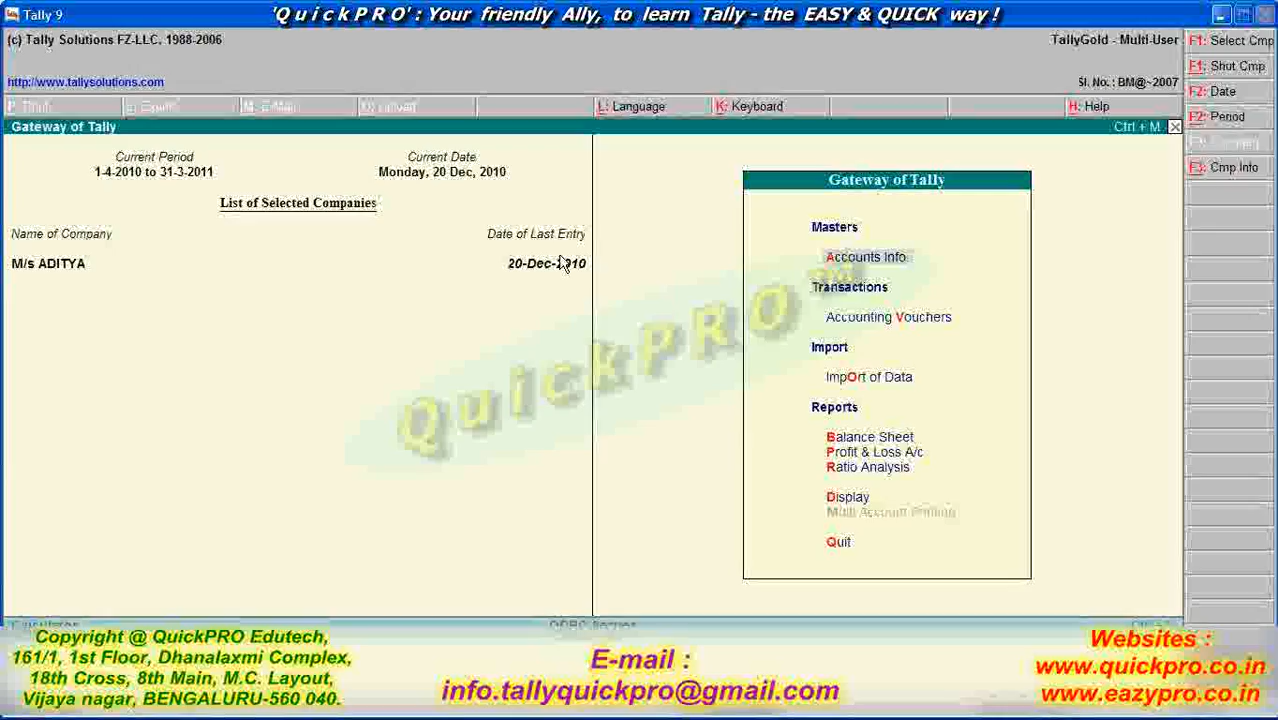 Tally 9
'Q u i c k P R O' : Your friendly Ally, to learn Tally - the EASY & QUICK way !
(c) Tally Solutions FZ-LLC, 1988-2006
TallyGold - Multi-User
http://www.tallysolutions.com
Sl. No. : BM@~2007
L: Language
K: Keyboard
H: Help
F1: Select Cmp
F1: Shut Cmp
F2: Date
F2: Period
F3: Cmp Info
Gateway of Tally
Ctrl + M
Current Period
1-4-2010 to 31-3-2011
Current Date
Monday, 20 Dec, 2010
List of Selected Companies
Name of Company
Date of Last Entry
M/s ADITYA
20-Dec-2010
Gateway of Tally
Masters
Accounts Info
Transactions
Accounting Vouchers
Import
ImpOrt of Data
Reports
Balance Sheet
Profit & Loss A/c
Ratio Analysis
Display
Multi Account Printing
Quit
QuickPRO™
Copyright @ QuickPRO Edutech,
161/1, 1st Floor, Dhanalaxmi Complex,
18th Cross, 8th Main, M.C. Layout,
Vijaya nagar, BENGALURU-560 040.
E-mail :
info.tallyquickpro@gmail.com
Websites :
www.quickpro.co.in
www.eazypro.co.in